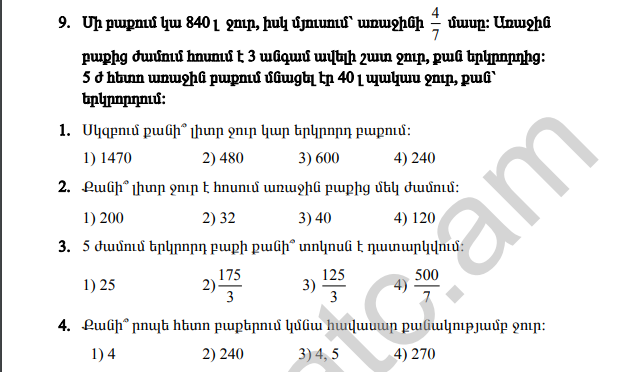 9. Մի բաքում կա 840 լ ջուր, իսկ մյուսում՝ առաջինի 4/7 մասը: Առաջին
բաքից ժամում հոսում է 3 անգամ ավելի շատ ջուր, քան երկրորդից:
5 ժ հետո առաջին բաքում մնացել էր 40 լ պակաս ջուր, քան՝
երկրորդում:
1. Սկզբում քանի՞ լիտր ջուր կար երկրորդ բաքում:
1) 1470 2) 480 3) 600 4) 240
2. Քանի՞ լիտր ջուր է հոսում առաջին բաքից մեկ ժամում:
1) 200 2) 32 3) 40 4) 120
3. 5 ժամում երկրորդ բաքի քանի՞ տոկոսն է դատարկվում:
1) 25 2) 175/3 3) 125/3 4) 500/7
4. Քանի՞ րոպե հետո բաքերում կմնա հավասար քանակությամբ ջուր:
1) 4 2) 240 3) 4, 5 4) 270
atc.am